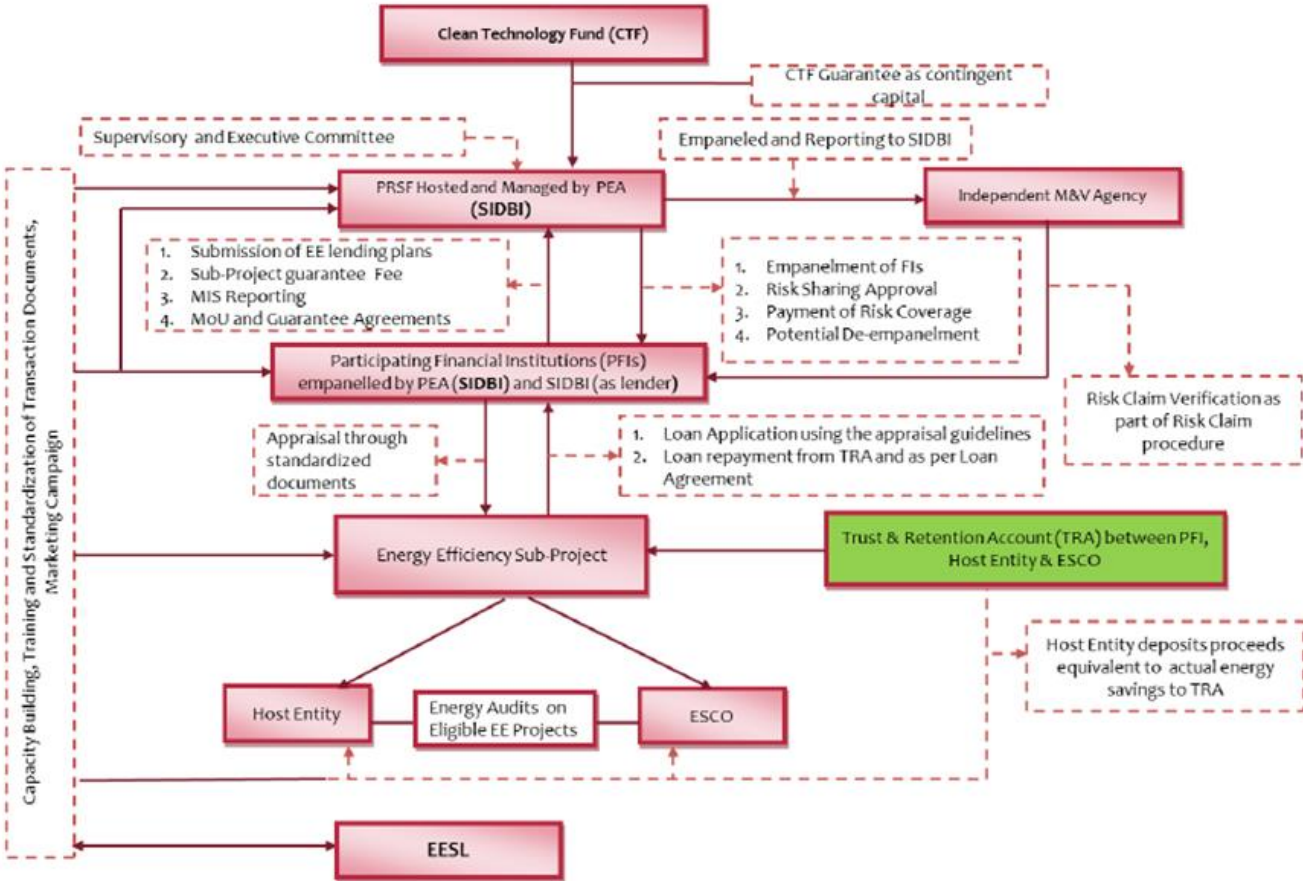 Clean Technology Fund (CTF)
CTF Guarantee as contingent
capital
Supervisory and Executive Committee
Empaneled and Reporting to SIDBI
PRSF Hosted and Managed by PEA
(SIDBI)
Independent M&V Agency
1. Submission of EE lending plans
2. Sub-Project guarantee Fee
3. MIS Reporting
4. MoU and Guarantee Agreements
1. Empanelment of FIs
2. Risk Sharing Approval
3. Payment of Risk Coverage
4. Potential De-empanelment
Participating Financial Institutions (PFIs)
empanelled by PEA (SIDBI) and SIDBI (as lender)
Risk Claim Verification as
part of Risk Claim
procedure
Appraisal through
standardized
documents
1. Loan Application using the appraisal guidelines
2. Loan repayment from TRA and as per Loan
Agreement
Capacity Building, Training and Standardization of Transaction Documents,
Marketing Campaign
Energy Efficiency Sub-Project
Trust & Retention Account (TRA) between PFI,
Host Entity & ESCO
Host Entity deposits proceeds
equivalent to actual energy
savings to TRA
Host Entity
Energy Audits on
Eligible EE Projects
ESCO
EESL